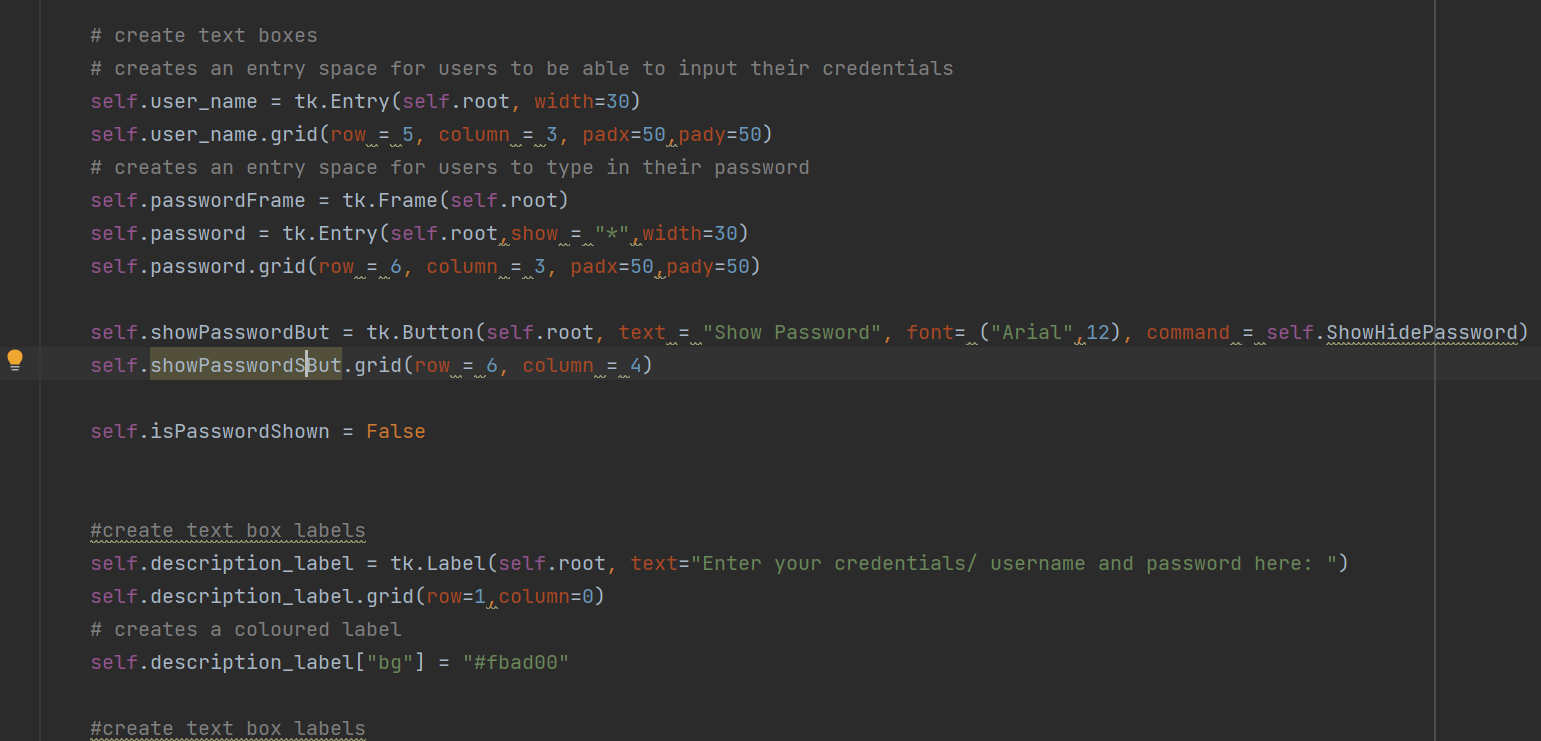 # create text boxes
# creates an entry space for users to be able to input their credentials
self.user_name = tk.Entry(self.root, width=30)
self.user_name.grid(row = 5, column = 3, padx=50,pady=50)
# creates an entry space for users to type in their password
self.passwordFrame = tk.Frame(self.root)
self.password = tk.Entry(self.root,show = "*",width=30)
self.password.grid(row = 6, column = 3, padx=50,pady=50)
self.showPasswordBut = tk.Button(self.root, text = "Show Password", font= ("Arial",12), command = self.ShowHidePassword)
self.showPasswordSBut.grid(row = 6, column = 4)
self.isPasswordShown = False
#create text box labels
self.description_label = tk.Label(self.root, text="Enter your credentials/ username and password here: ")
self.description_label.grid(row=1,column=0)
# creates a coloured label
self.description_label["bg"] = "#fbad00"
#create text box labels